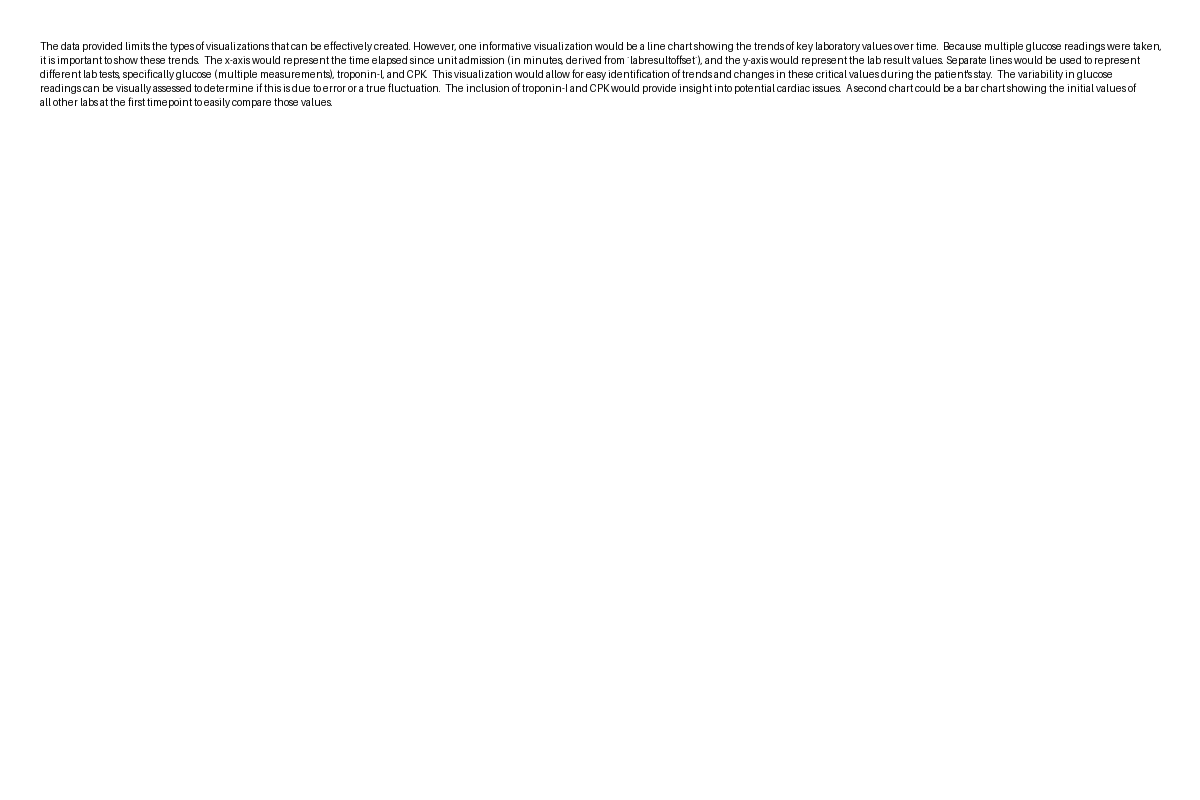 The data provided limits the types of visualizations that can be effectively created. However, one informative visualization would be a line chart showing the trends of key laboratory values over time.  Because multiple glucose readings were taken,
it is important to show these trends.  The x-axis would represent the time elapsed since unit admission (in minutes, derived from `labresultoffset`), and the y-axis would represent the lab result values. Separate lines would be used to represent
different lab tests, specifically glucose (multiple measurements), troponin-I, and CPK.  This visualization would allow for easy identification of trends and changes in these critical values during the patient's stay.  The variability in glucose
readings can be visually assessed to determine if this is due to error or a true fluctuation.  The inclusion of troponin-I and CPK would provide insight into potential cardiac issues.  A second chart could be a bar chart showing the initial values of
all other labs at the first timepoint to easily compare those values.